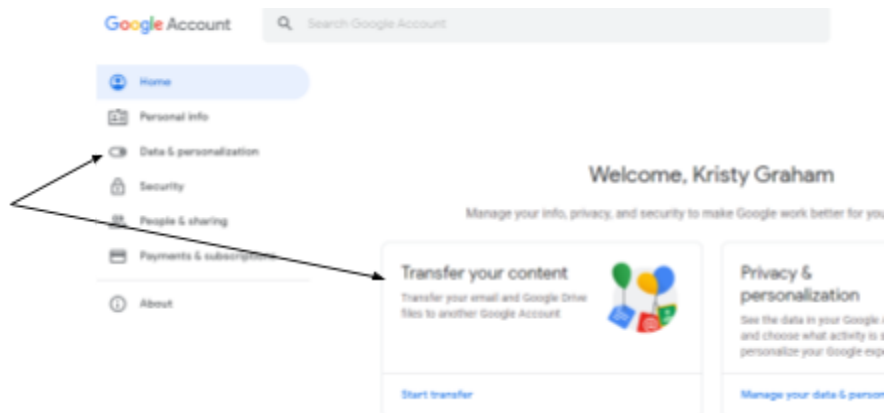 Google Account
Search Google Account
Home
Personal info
Data & personalization
Security
People & sharing
Payments & subscriptions
About
Welcome, Kristy Graham
Manage your info, privacy, and security to make Google work better for you
Transfer your content
Transfer your email and Google Drive
files to another Google Account
Start transfer
Privacy &
personalization
See the data in your Google
and choose what activity is
personalize your Google
Manage your data &